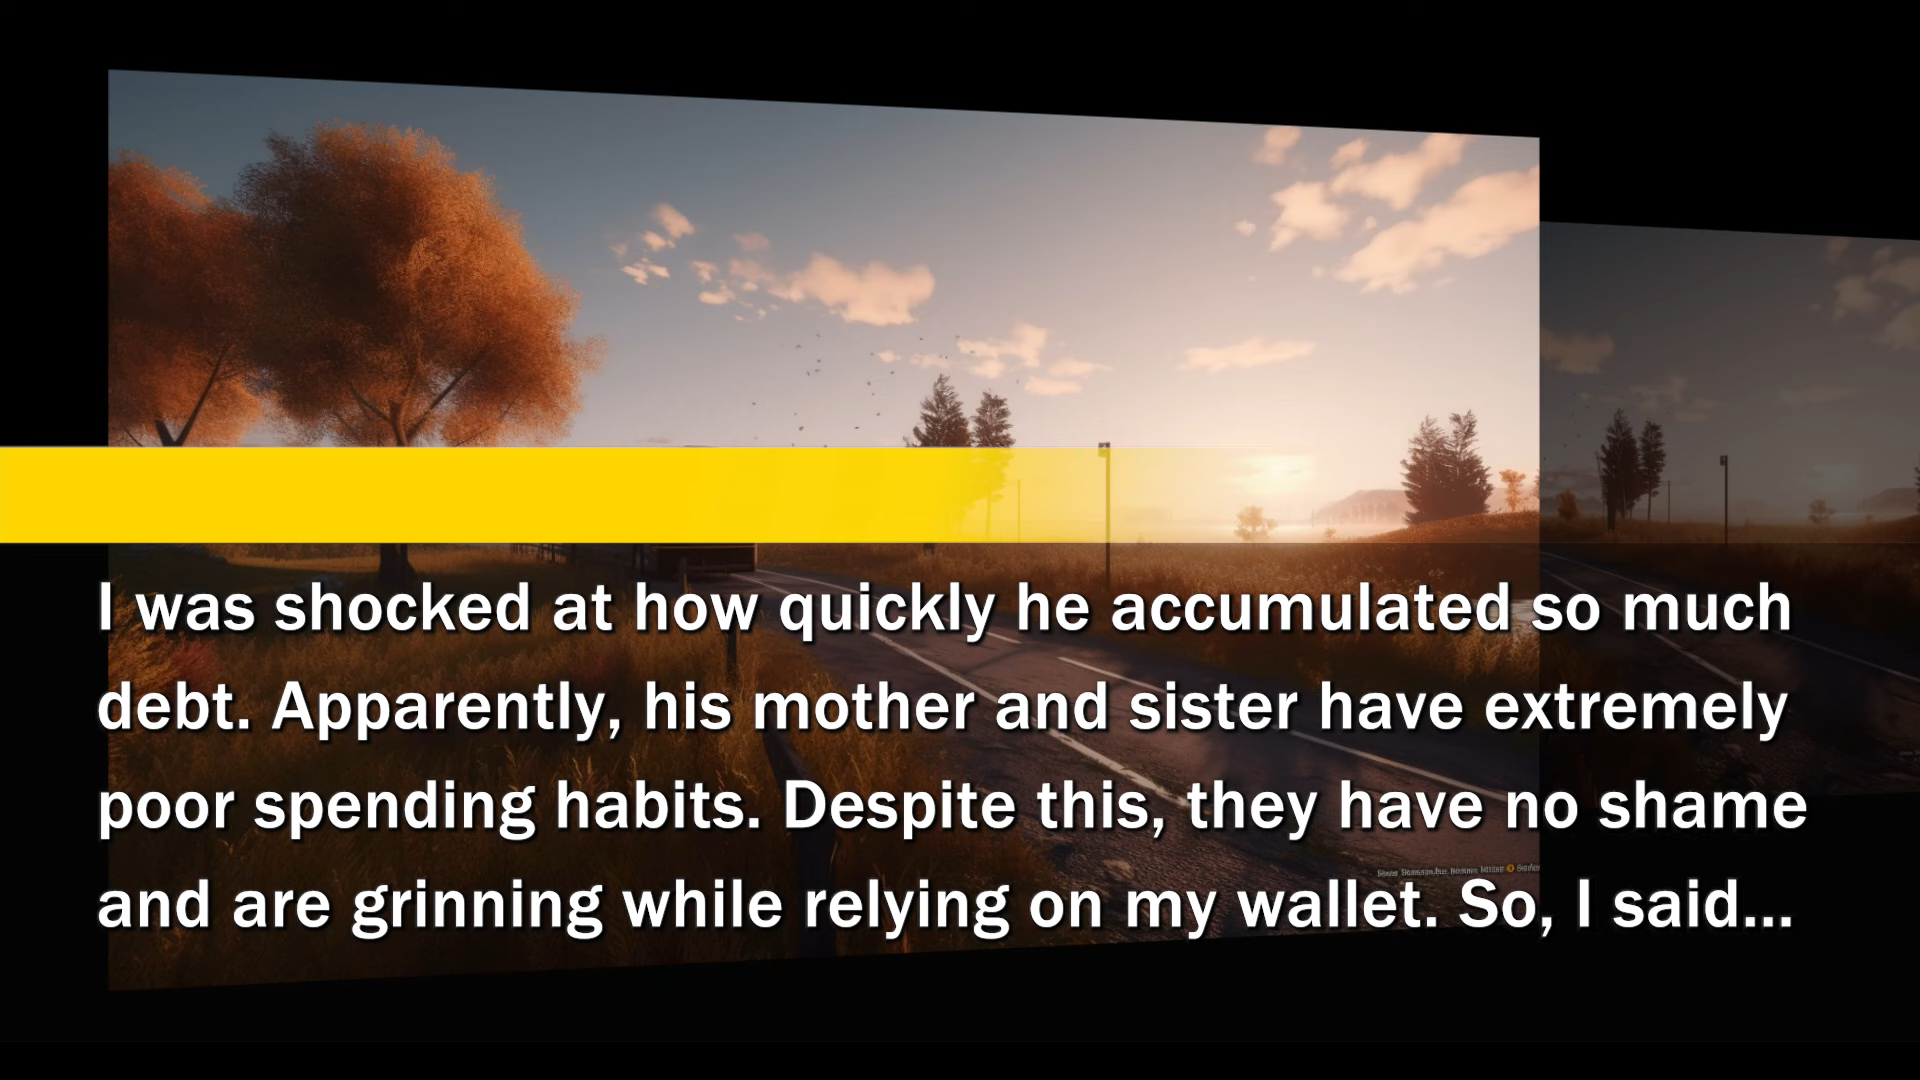 I was shocked at how quickly he accumulated so much
debt. Apparently, his mother and sister have extremely
poor spending habits. Despite this, they have no shame
and are grinning while relying on my wallet. So, I said...